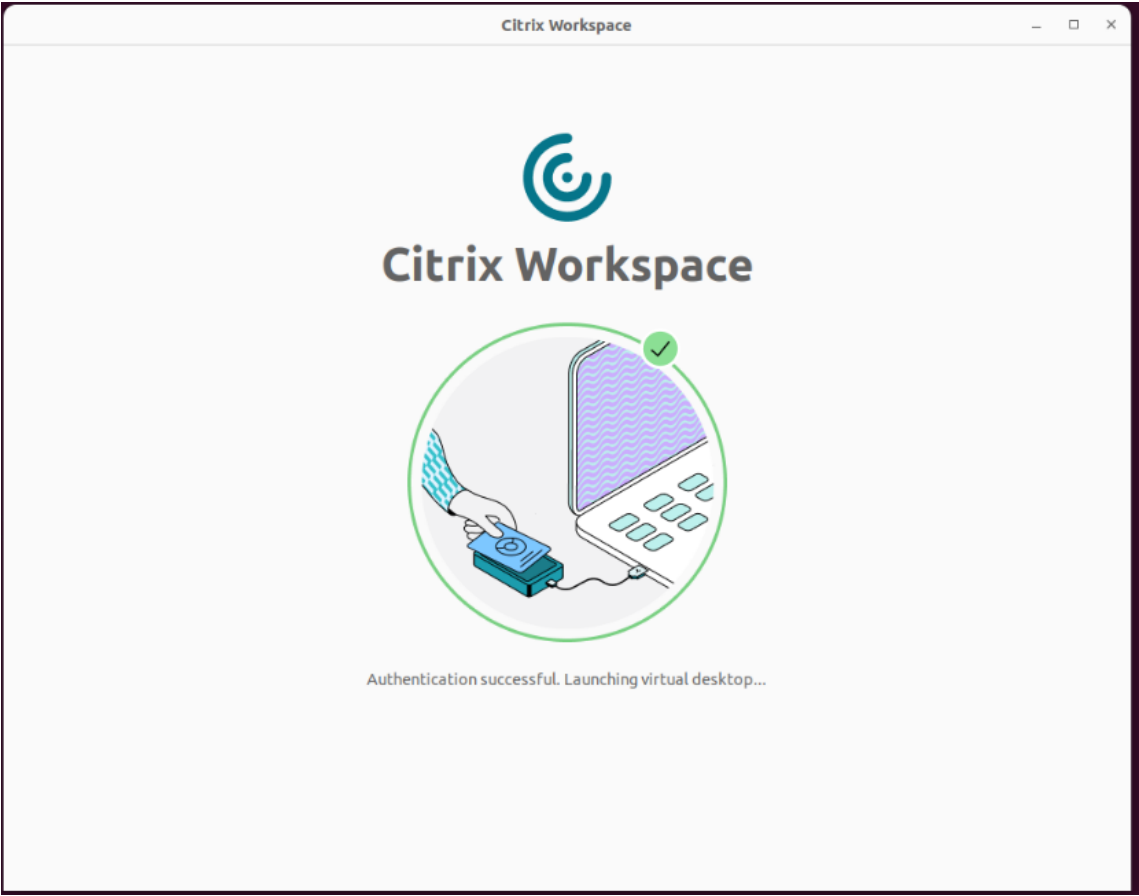 Citrix Workspace
Citrix Workspace
Authentication successful. Launching virtual desktop...